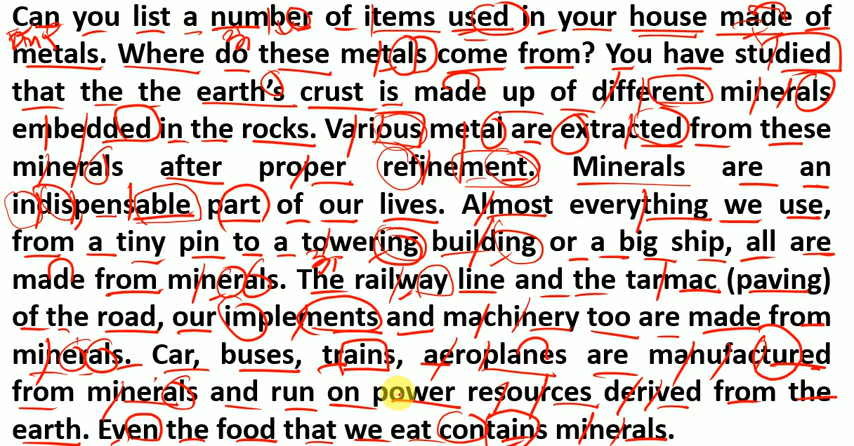 Can you list a number of items used in your house made of
metals. Where do these metals come from? You have studied
that the the earth's crust is made up of different minerals
embedded in the rocks. Various metal are extracted from these
minerals after proper refinement. Minerals are an
indispensable part of our lives. Almost everything we use,
from a tiny pin to a towering building or a big ship, all are
made from minerals. The railway line and the tarmac (paving)
of the road, our implements and machinery too are made from
minerals. Car, buses, trains, aeroplanes are manufactured
from minerals and run on power resources derived from the
earth. Even the food that we eat contains minerals.